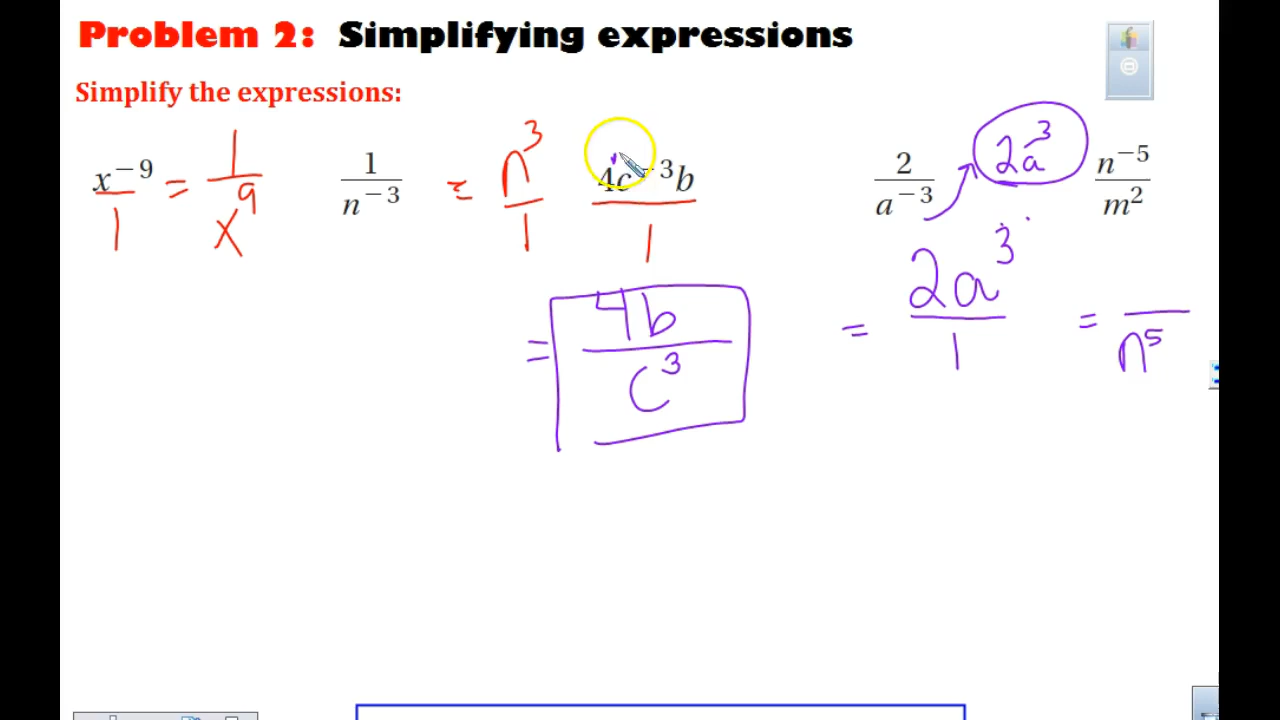 Problem 2: Simplifying expressions
Simplify the expressions:
x⁻⁹/1 = 1/x⁹
1/n⁻³ = n³/1
4c⁻³b/1
= 4b/c³
2/a⁻³ 2a³
= 2a³/1
n⁻⁵/m²
= /n⁵